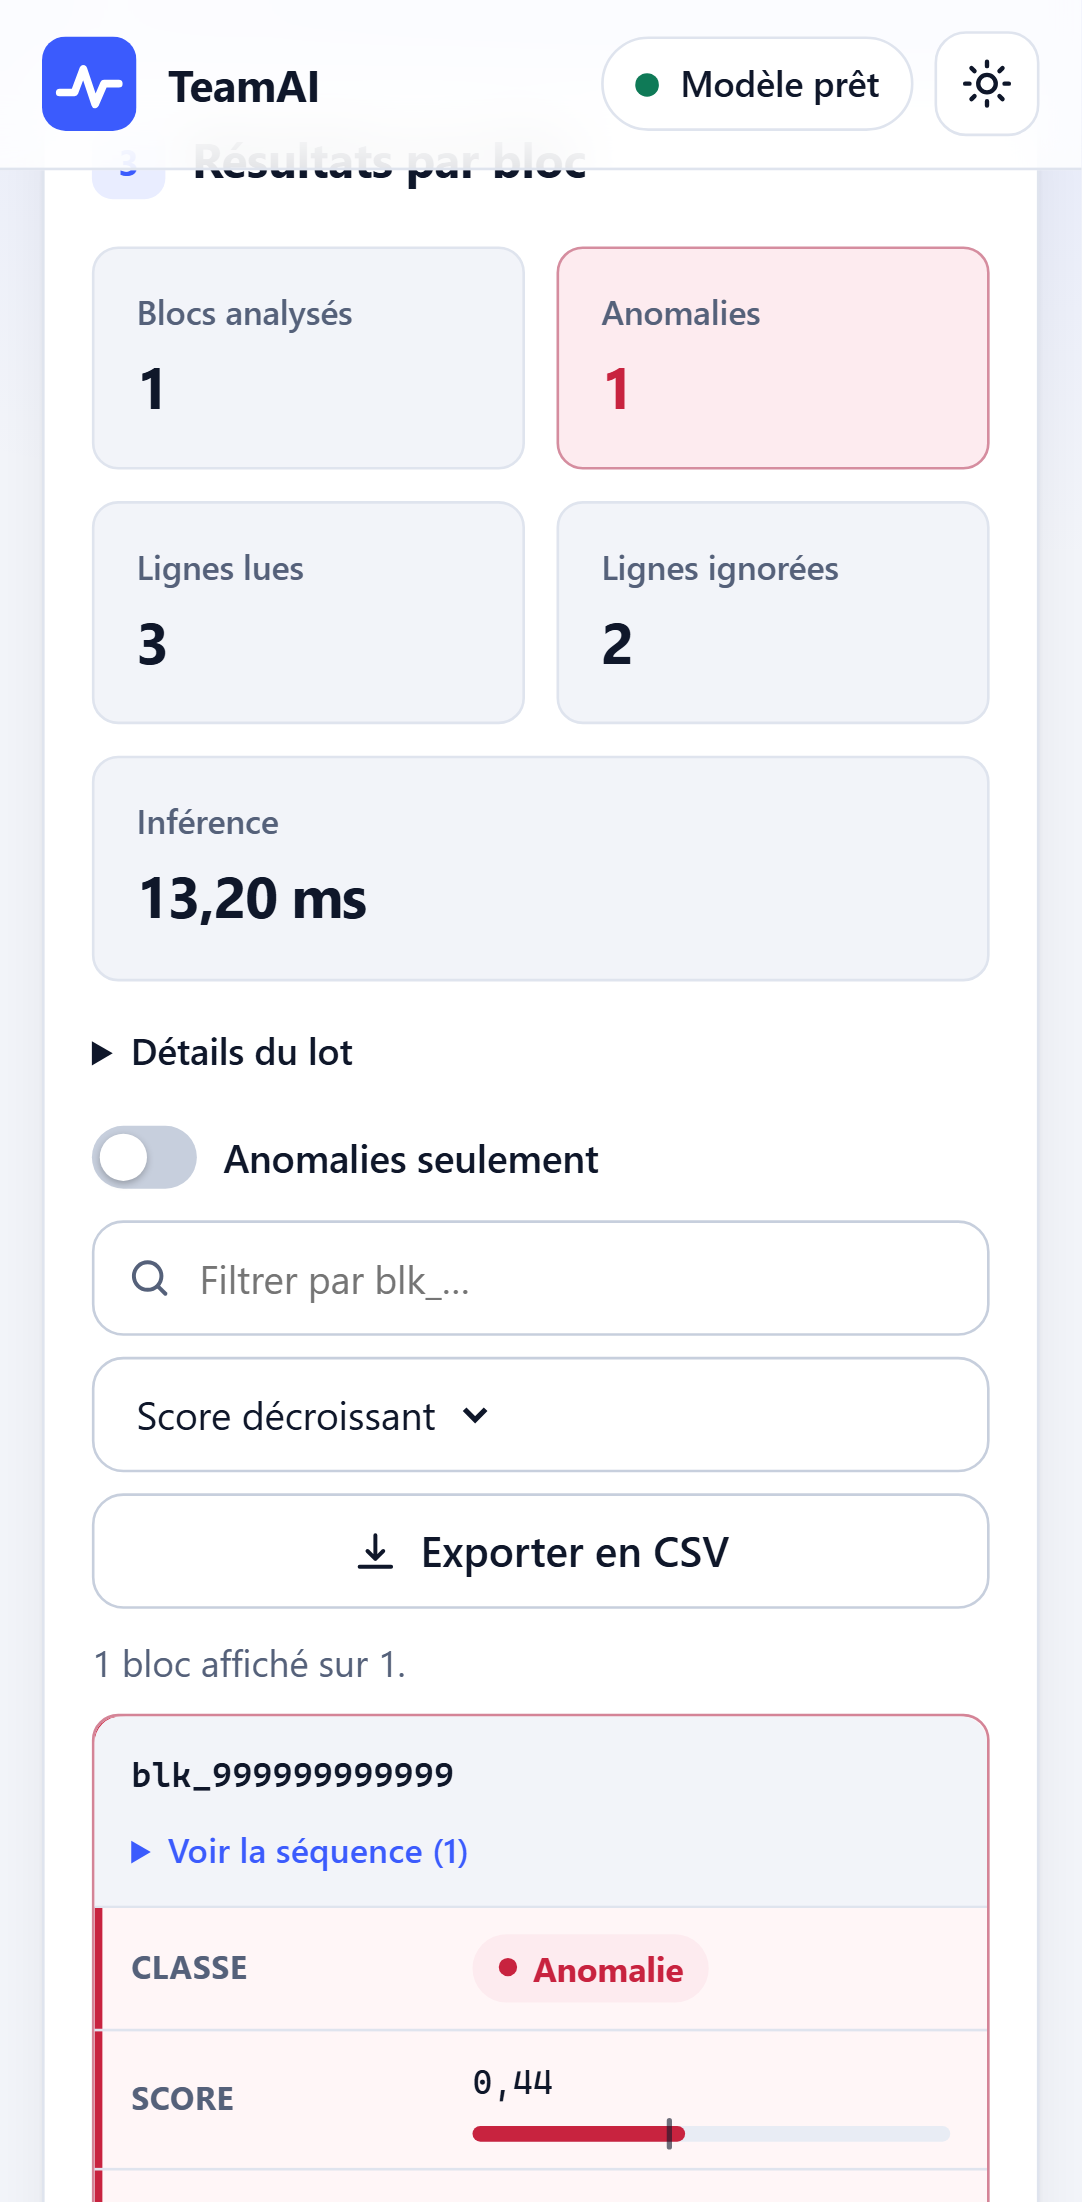 TeamAI
Modèle prêt
3
Résultats par bloc
Blocs analysés
1
Anomalies
1
Lignes lues
3
Lignes ignorées
2
Inférence
13,20 ms
Détails du lot
Anomalies seulement
Filtrer par blk_...
Score décroissant
Exporter en CSV
1 bloc affiché sur 1.
blk_999999999999
Voir la séquence (1)
CLASSE
Anomalie
SCORE
0,44